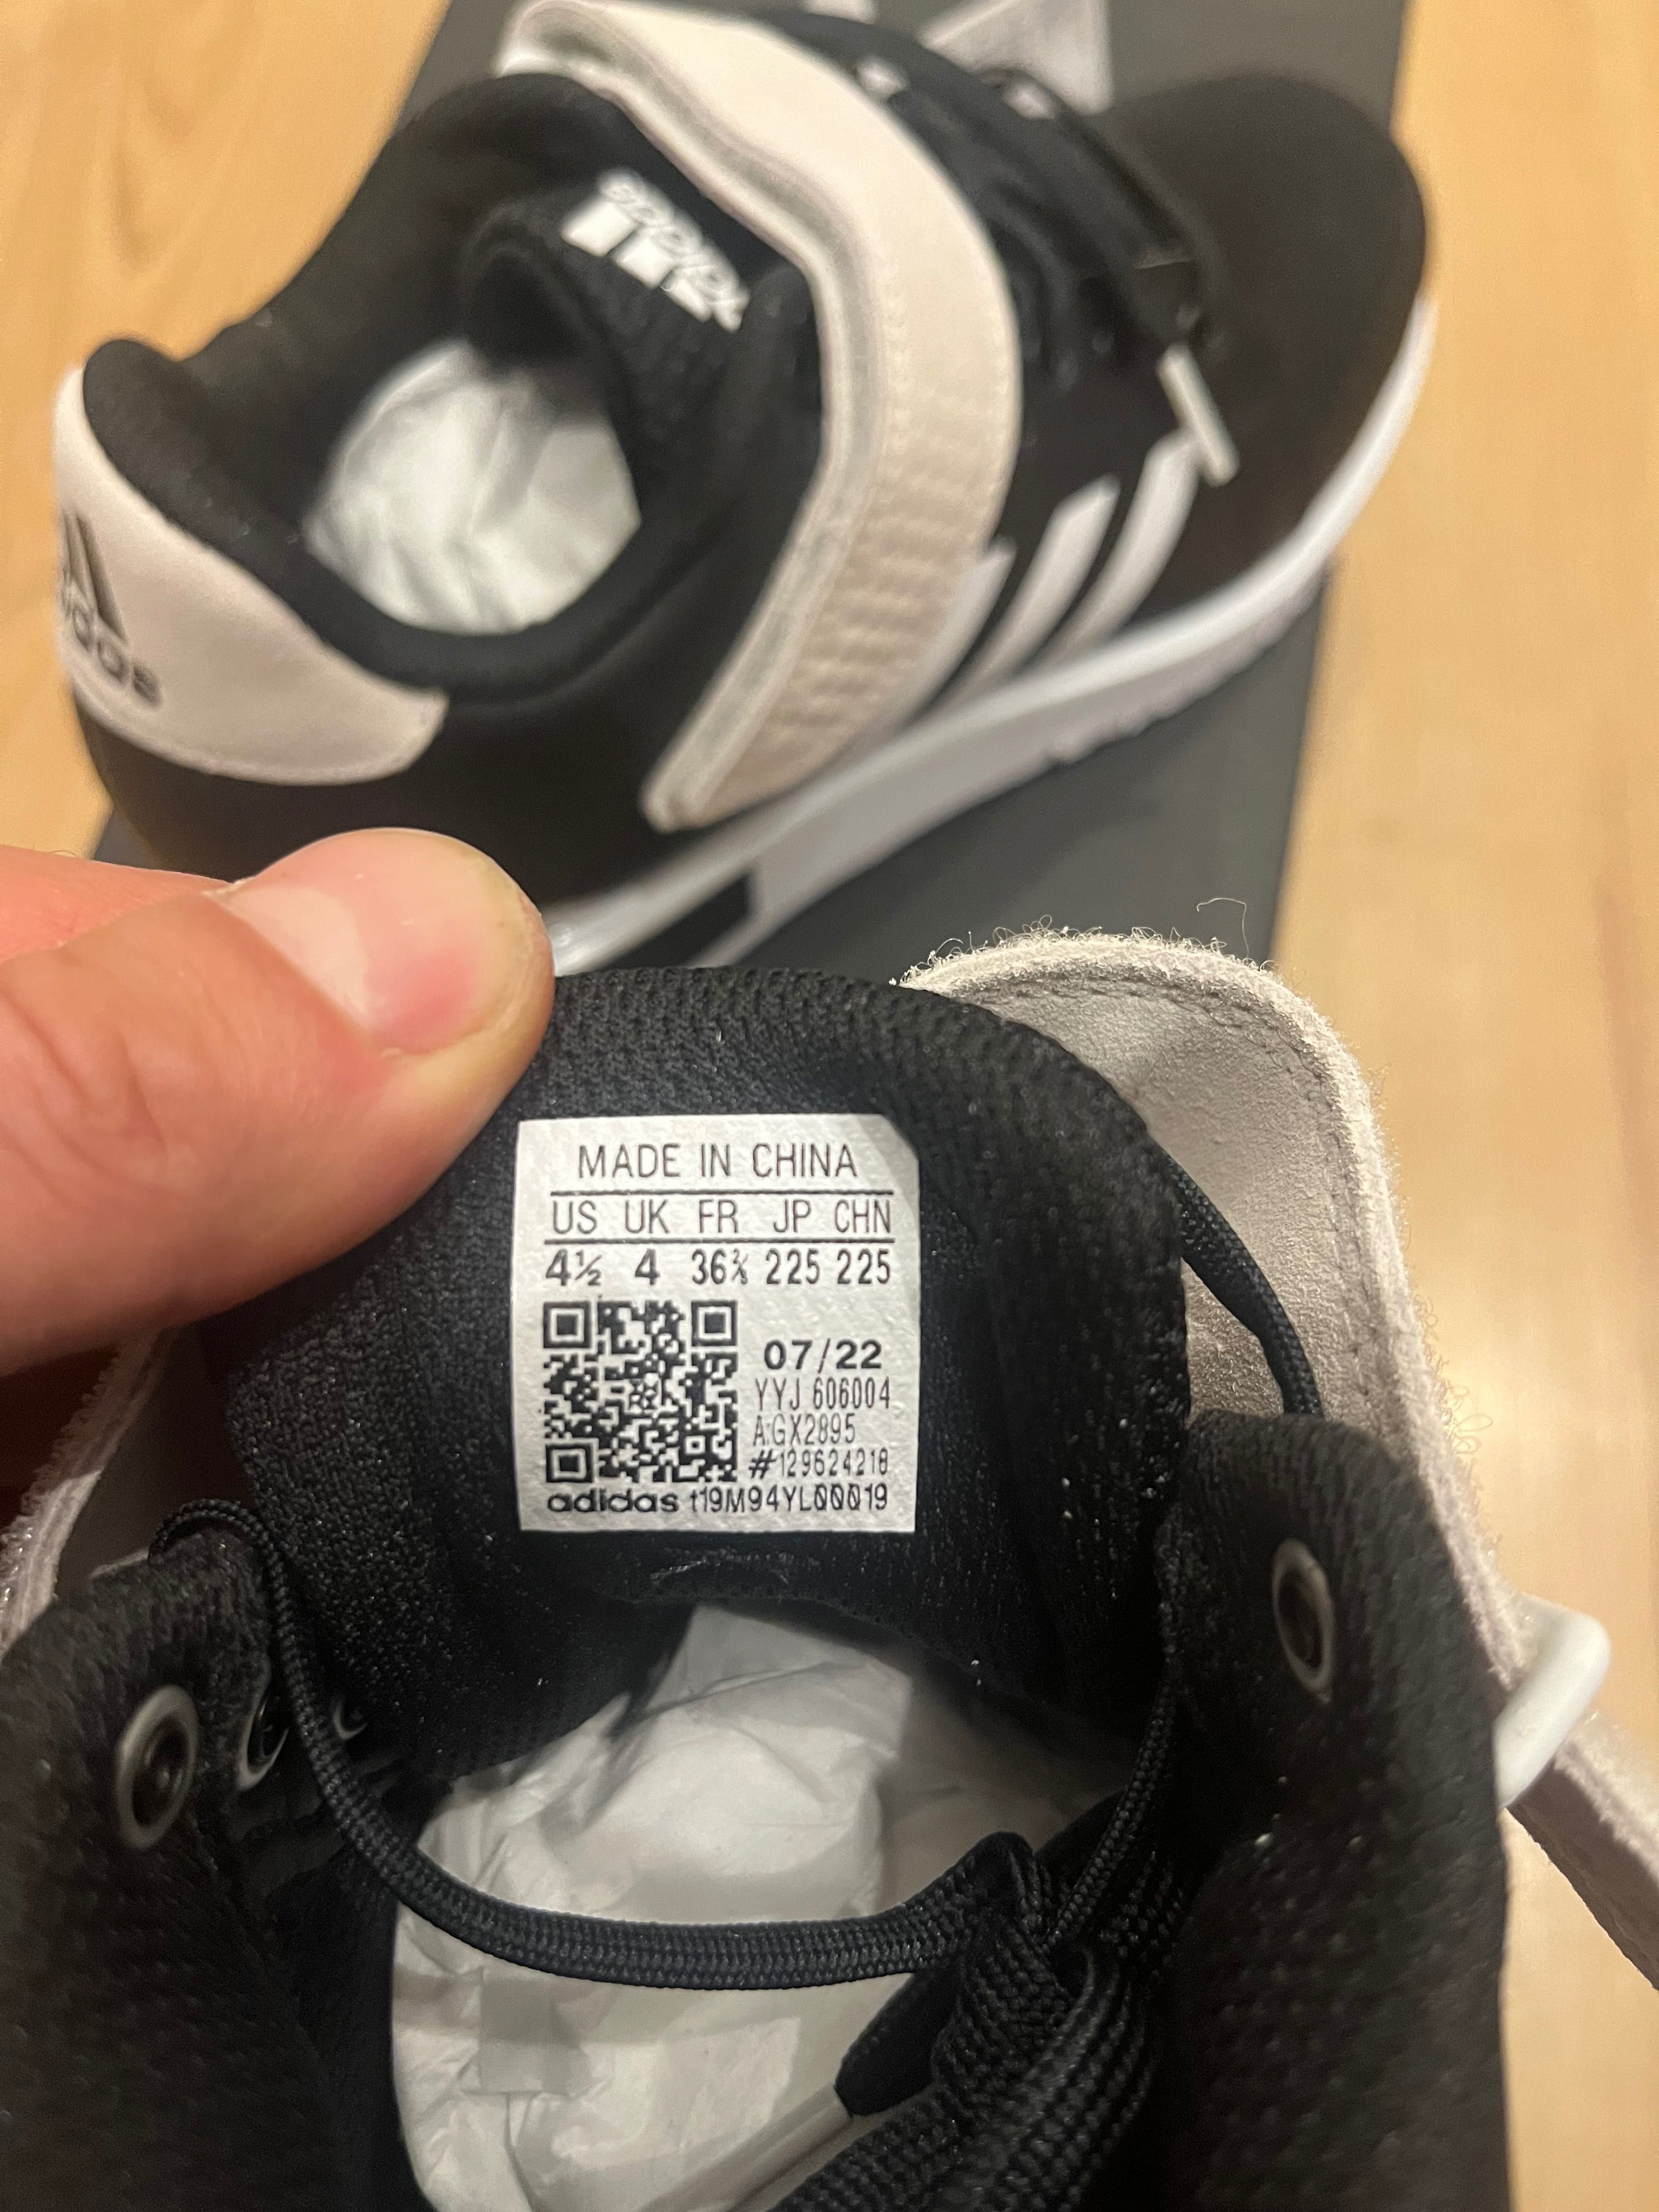 adidas
MADE IN CHINA
US UK FR JP CHN
4½ 4 36⅔ 225 225
07/22
YYJ 606004
A:GX2895
#129624218
adidas t19M94YL00019